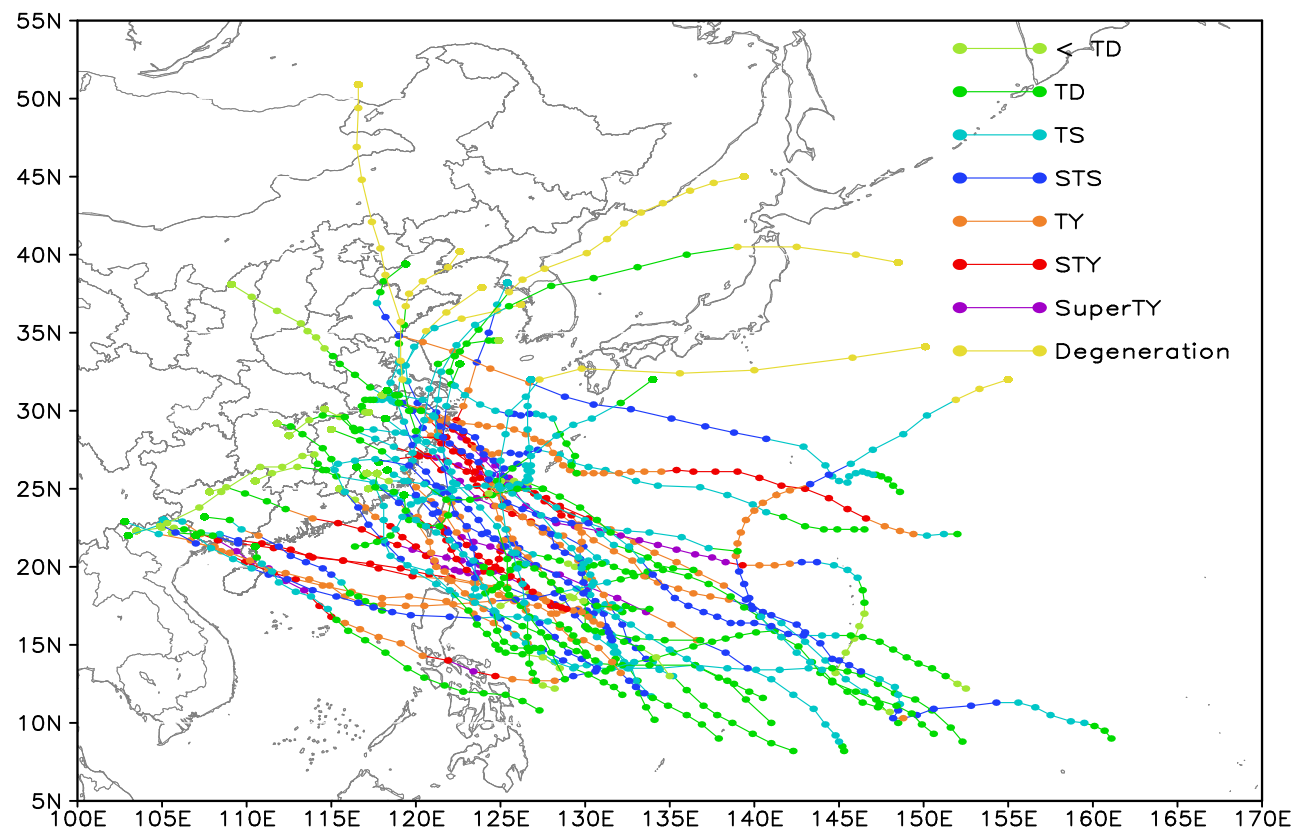 55N
50N
45N
40N
35N
30N
25N
20N
15N
10N
5N
100E 105E 110E 115E 120E 125E 130E 135E 140E 145E 150E 155E 160E 165E 170E
< TD
TD
TS
STS
TY
STY
SuperTY
Degeneration